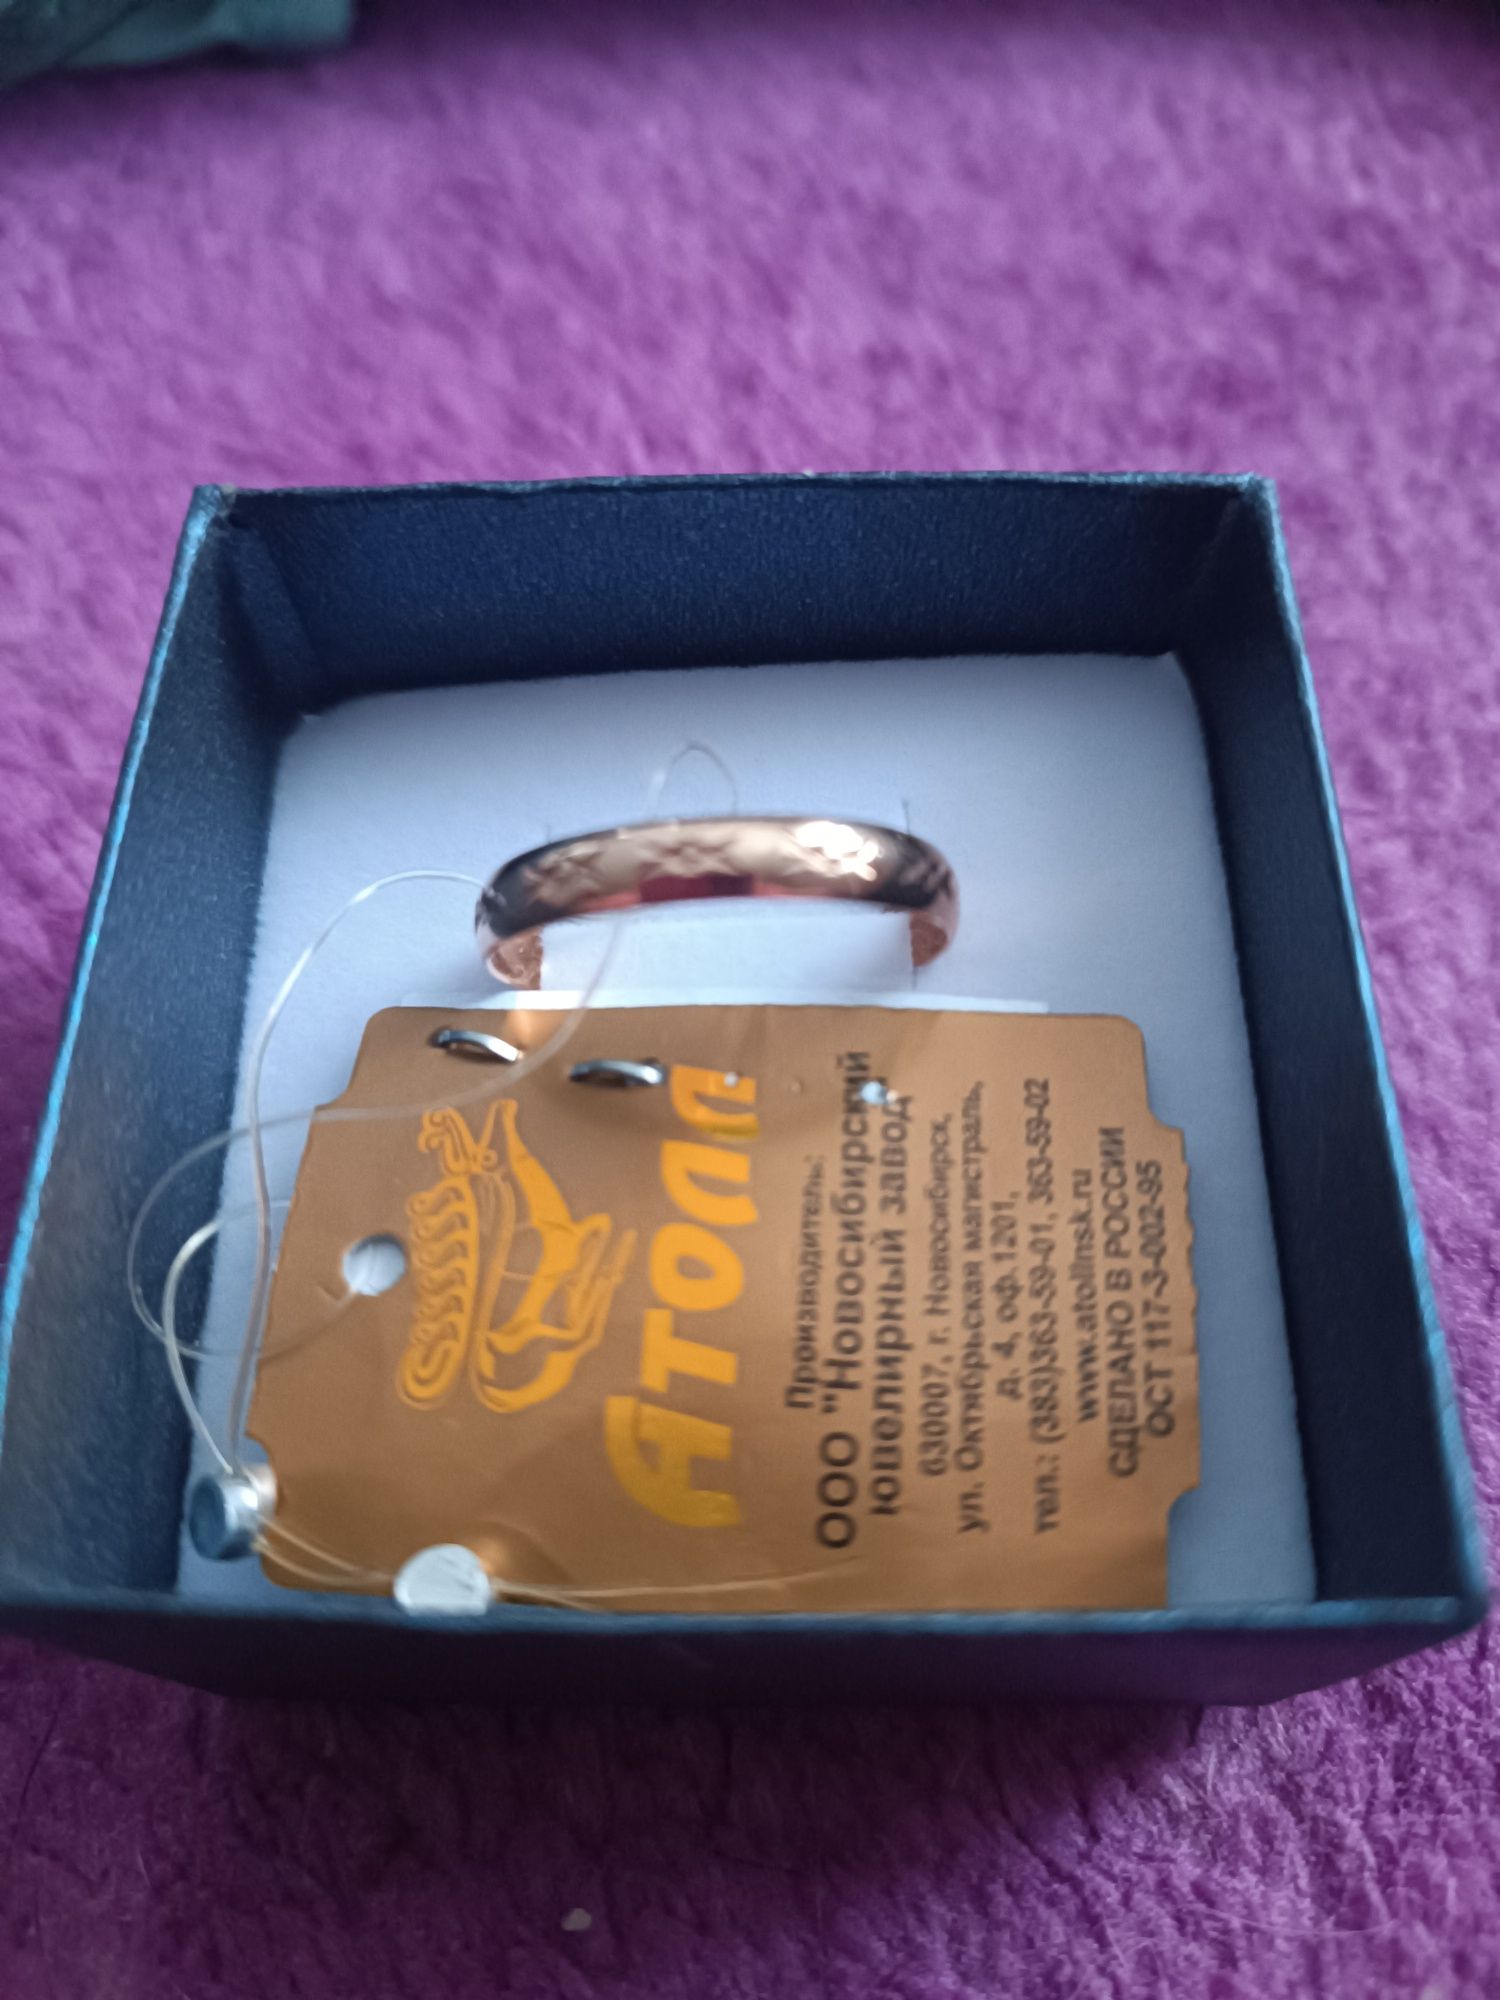 Атолл
Производитель:
ООО "Новосибирский
ювелирный завод"
630007, г. Новосибирск,
ул. Октябрьская магистраль,
д. 4, оф.1201,
тел.: (383)363-59-01, 363-59-02
www.atollnsk.ru
СДЕЛАНО В РОССИИ
ОСТ 117-3-002-95